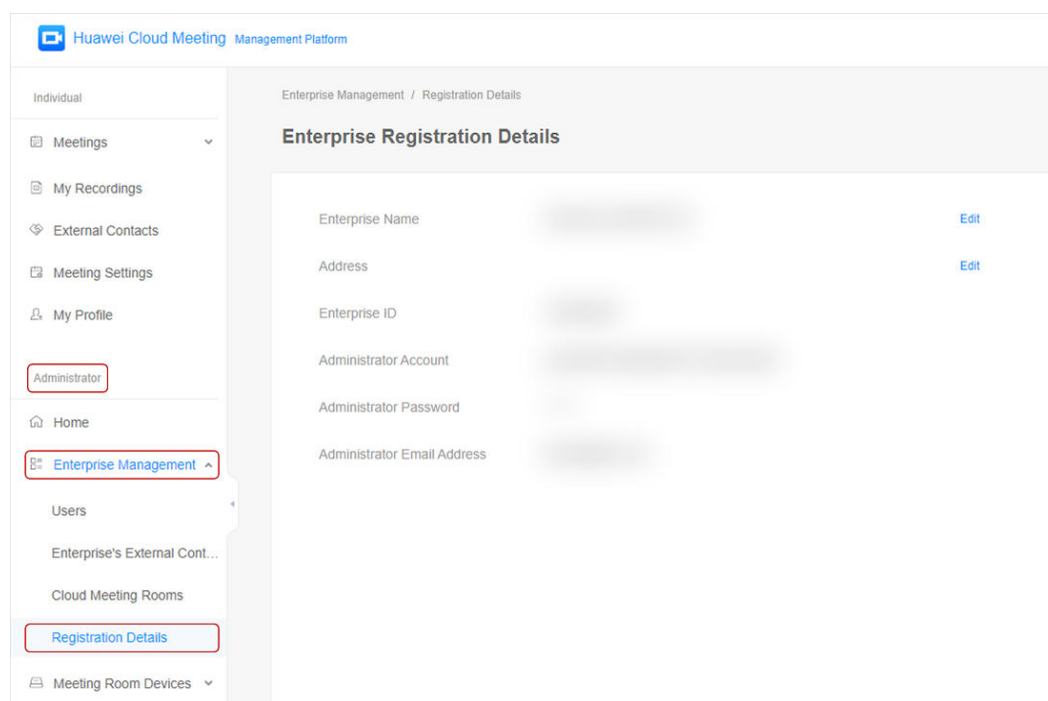 Huawei Cloud Meeting Management Platform
Individual
Meetings
My Recordings
External Contacts
Meeting Settings
My Profile
Administrator
Home
Enterprise Management
Users
Enterprise's External Cont...
Cloud Meeting Rooms
Registration Details
Meeting Room Devices
Enterprise Management / Registration Details
Enterprise Registration Details
Enterprise Name Edit
Address Edit
Enterprise ID
Administrator Account
Administrator Password
Administrator Email Address